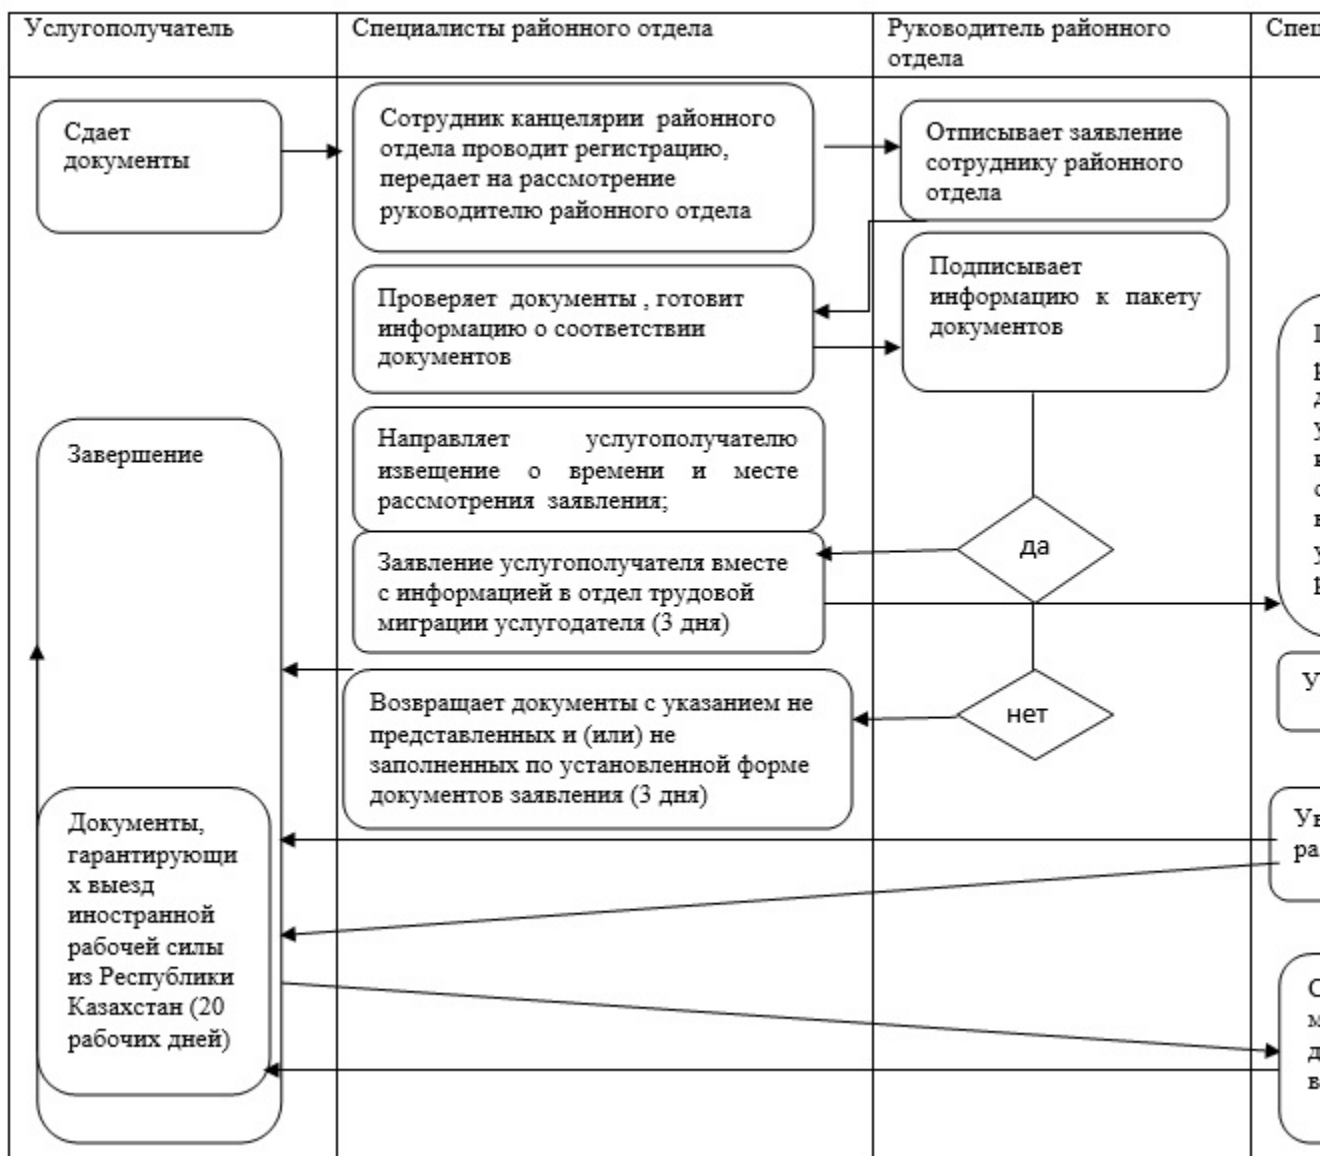 Услугополучатель
Специалисты районного отдела
Руководитель районного
отдела
Сдает
документы
Сотрудник канцелярии районного
отдела проводит регистрацию,
передает на рассмотрение
руководителю районного отдела
Отписывает заявление
сотруднику районного
отдела
Проверяет документы , готовит
информацию о соответствии
документов
Подписывает
информацию к пакету
документов
Завершение
Направляет услугополучателю
извещение о времени и месте
рассмотрения заявления;
Заявление услугополучателя вместе
с информацией в отдел трудовой
миграции услугодателя (3 дня)
да
Возвращает документы с указанием не
представленных и (или) не
заполненных по установленной форме
документов заявления (3 дня)
нет
Документы,
гарантирующи
х выезд
иностранной
рабочей силы
из Республики
Казахстан (20
рабочих дней)